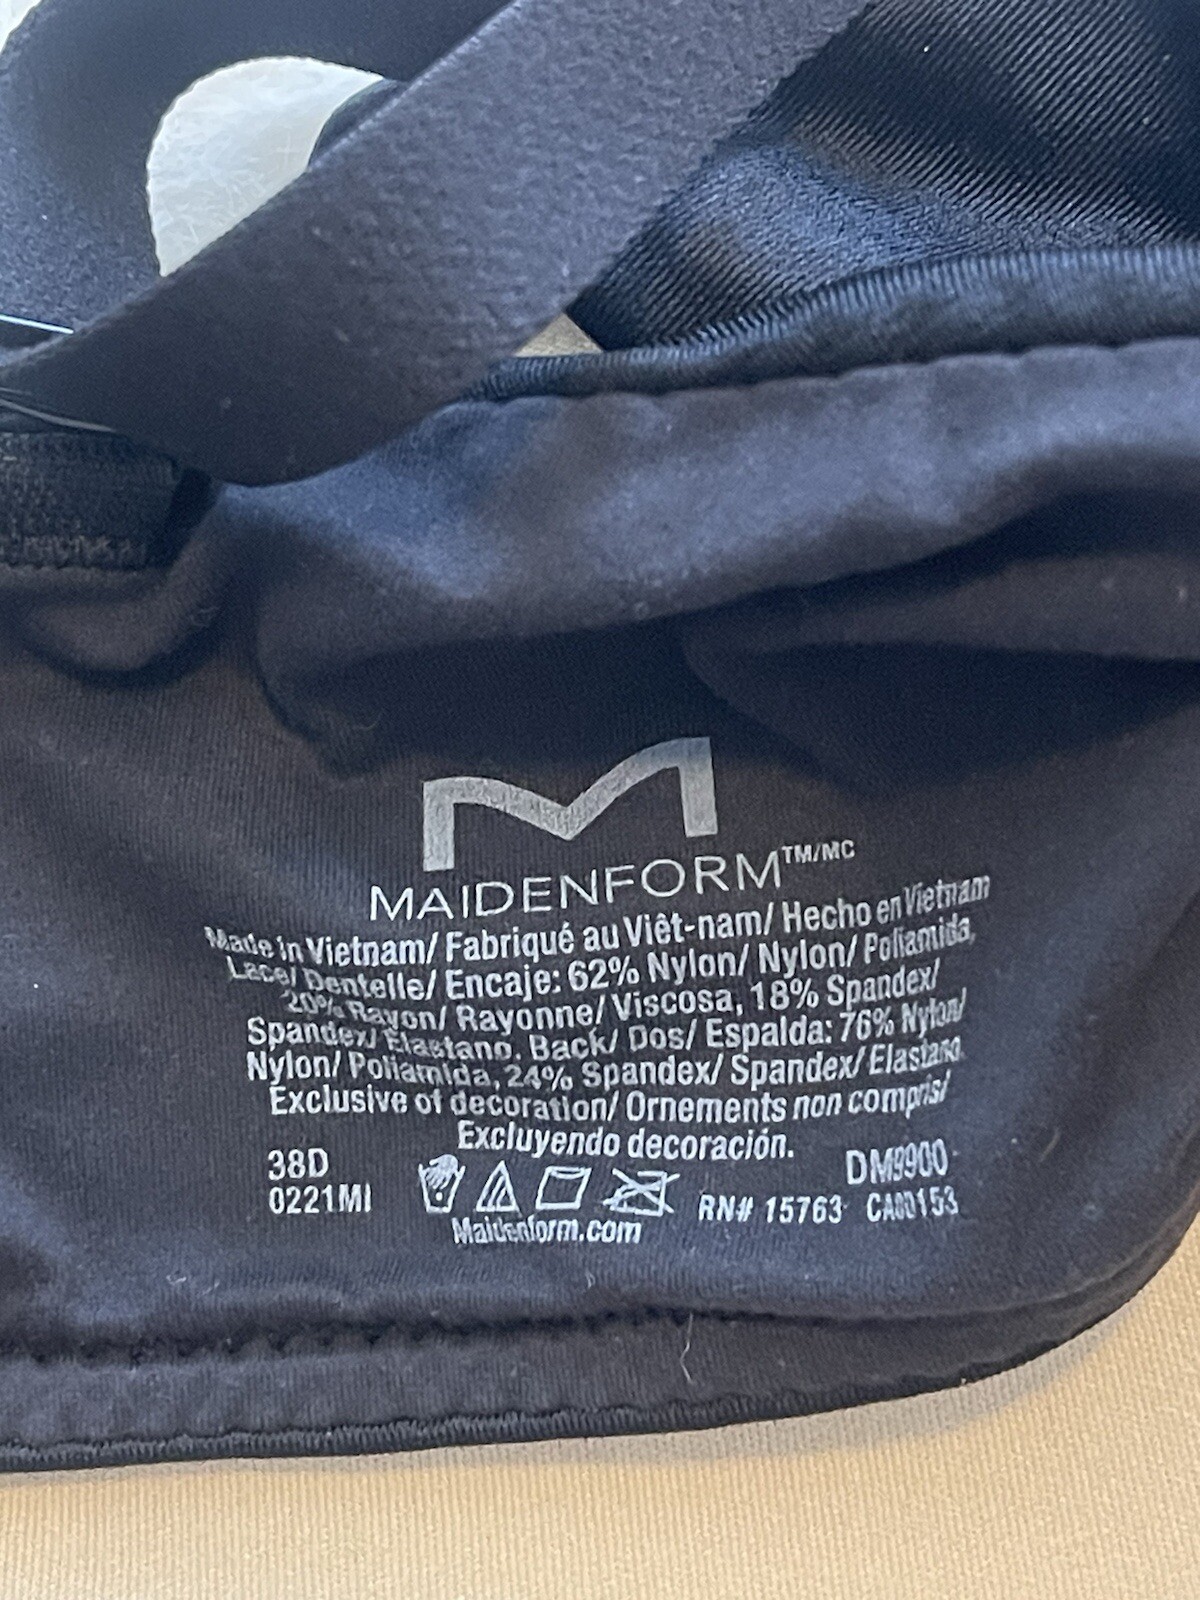 MAIDENFORM™/MC
Made in Vietnam/ Fabriqué au Viêt-nam/ Hecho en Vietnam
Lace/ Dentelle/ Encaje: 62% Nylon/ Nylon/ Poliamida,
20% Rayon/ Rayonne/ Viscosa, 18% Spandex/
Spandex/ Elastano. Back/ Dos/ Espalda: 76% Nylon/
Nylon/ Poliamida, 24% Spandex/ Spandex/ Elastano.
Exclusive of decoration/ Ornements non compris/
Excluyendo decoración.
38D DM9900
0221MI RN# 15763 CA00153
Maidenform.com